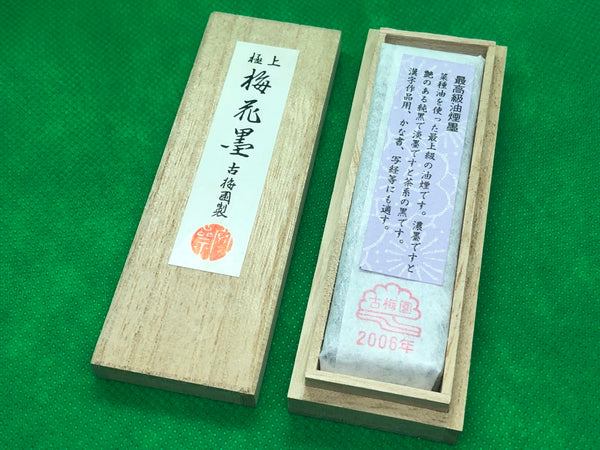 極上
梅花墨
古梅園製
最高級油煙墨
菜種油を使った最上級の油煙です。濃墨ですと
艶のある純黒で淡墨ですと茶系の黒です。
漢字作品用、かな書、写経等にも適す。
古梅園
2006年